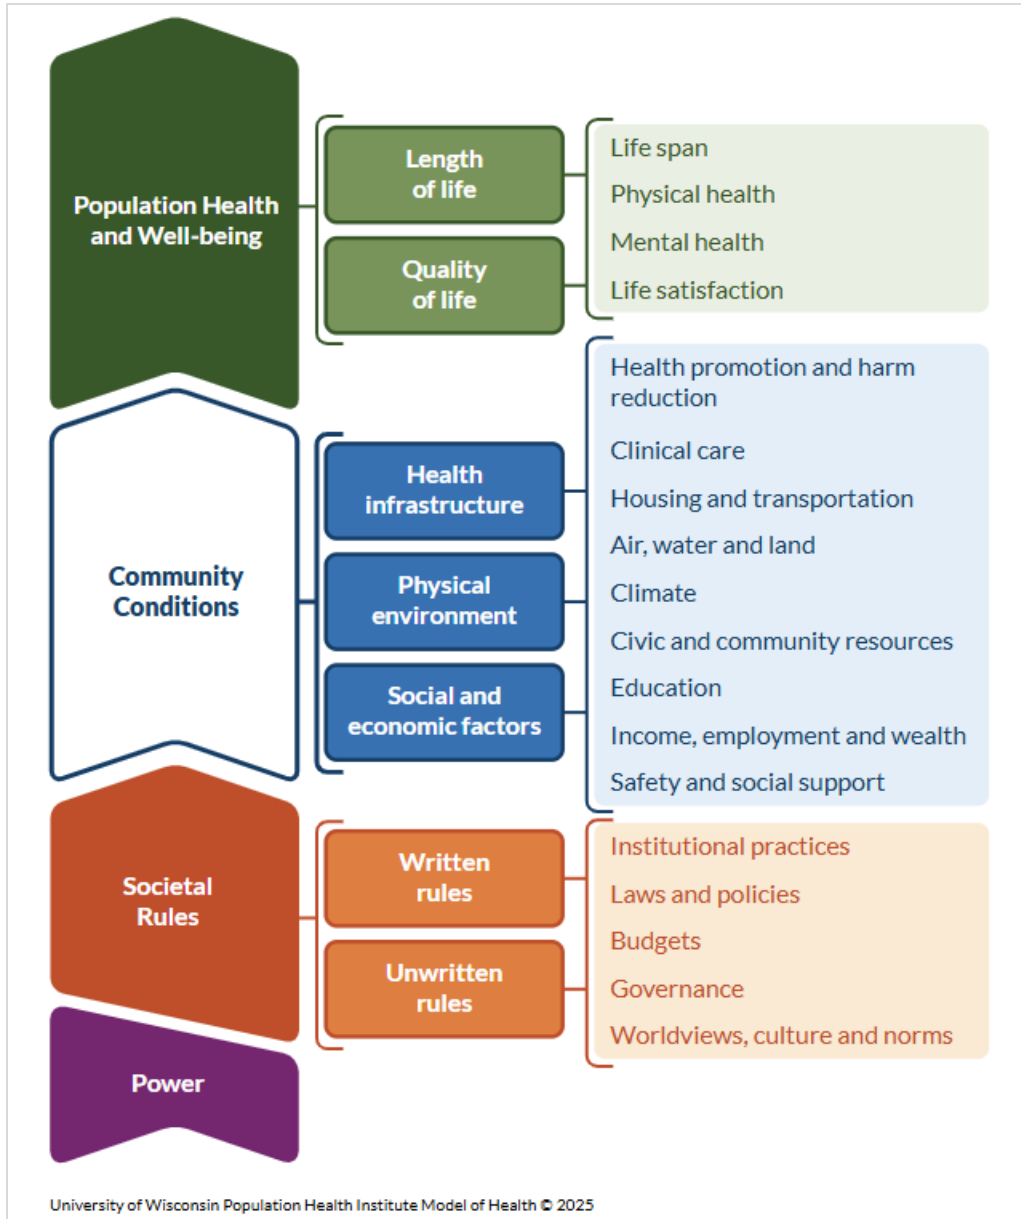 Population Health
and Well-being
Length
of life
Quality
of life
Life span
Physical health
Mental health
Life satisfaction
Community
Conditions
Health
infrastructure
Physical
environment
Social and
economic factors
Health promotion and harm
reduction
Clinical care
Housing and transportation
Air, water and land
Climate
Civic and community resources
Education
Income, employment and wealth
Safety and social support
Societal
Rules
Written
rules
Unwritten
rules
Institutional practices
Laws and policies
Budgets
Governance
Worldviews, culture and norms
Power
University of Wisconsin Population Health Institute Model of Health © 2025